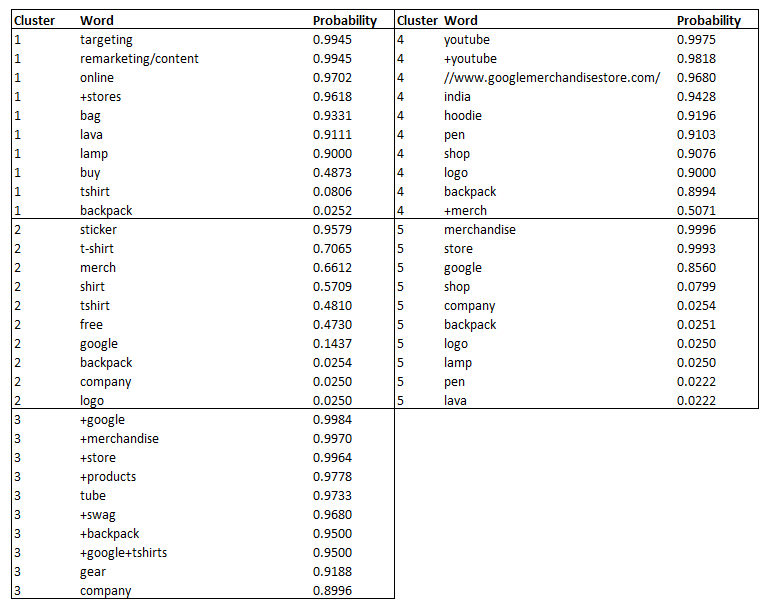 Cluster Word Probability Cluster Word Probability
1 targeting 0.9945 4 youtube 0.9975
1 remarketing/content 0.9945 4 +youtube 0.9818
1 online 0.9702 4 //www.googlemerchandisestore.com/ 0.9680
1 +stores 0.9618 4 india 0.9428
1 bag 0.9331 4 hoodie 0.9196
1 lava 0.9111 4 pen 0.9103
1 lamp 0.9000 4 shop 0.9076
1 buy 0.4873 4 logo 0.9000
1 tshirt 0.0806 4 backpack 0.8994
1 backpack 0.0252 4 +merch 0.5071
2 sticker 0.9579 5 merchandise 0.9996
2 t-shirt 0.7065 5 store 0.9993
2 merch 0.6612 5 google 0.8560
2 shirt 0.5709 5 shop 0.0799
2 tshirt 0.4810 5 company 0.0254
2 free 0.4730 5 backpack 0.0251
2 google 0.1437 5 logo 0.0250
2 backpack 0.0254 5 lamp 0.0250
2 company 0.0250 5 pen 0.0222
2 logo 0.0250 5 lava 0.0222
3 +google 0.9984
3 +merchandise 0.9970
3 +store 0.9964
3 +products 0.9778
3 tube 0.9733
3 +swag 0.9680
3 +backpack 0.9500
3 +google+tshirts 0.9500
3 gear 0.9188
3 company 0.8996